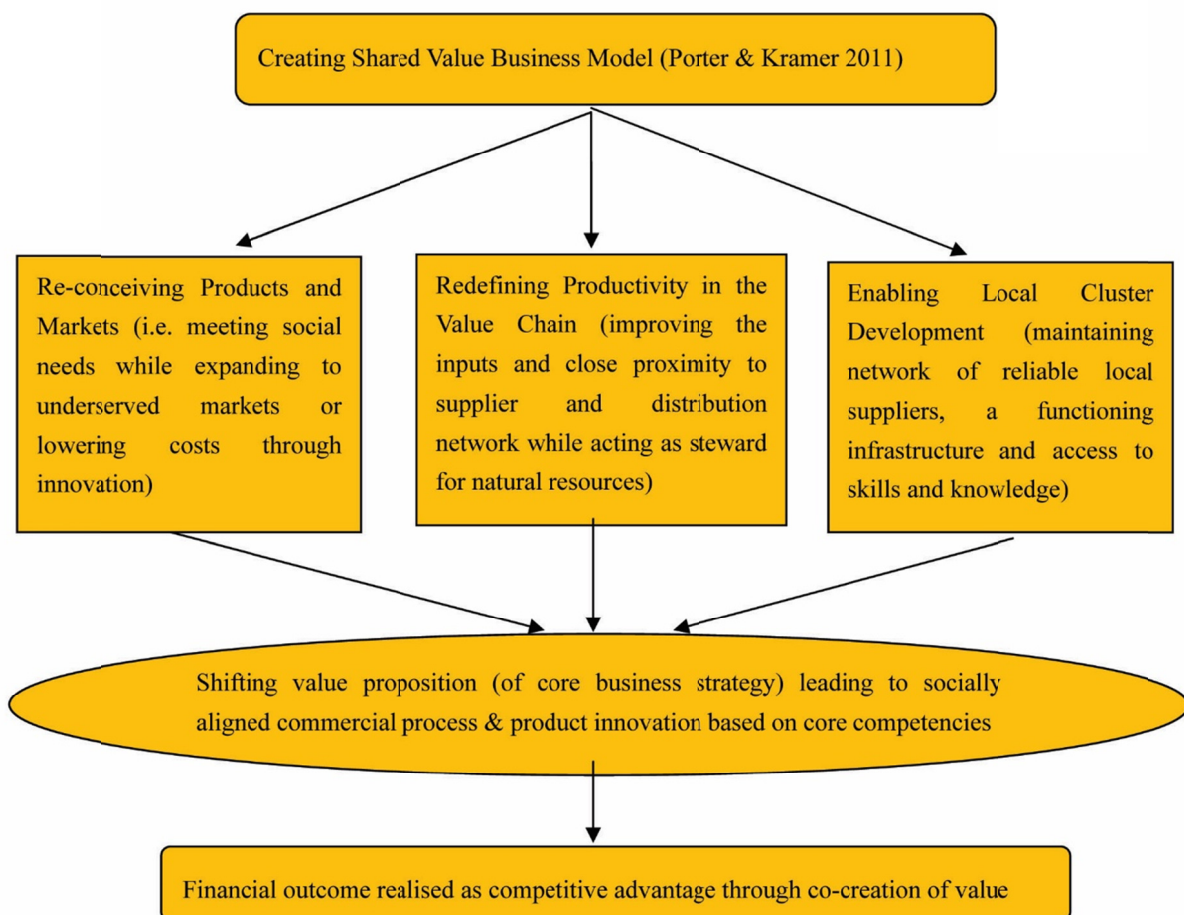 Creating Shared Value Business Model (Porter & Kramer 2011)
Re-conceiving Products and
Markets (i.e. meeting social
needs while expanding to
underserved markets or
lowering costs through
innovation)
Redefining Productivity in the
Value Chain (improving the
inputs and close proximity to
supplier and distribution
network while acting as steward
for natural resources)
Enabling Local Cluster
Development (maintaining
network of reliable local
suppliers, a functioning
infrastructure and access to
skills and knowledge)
Shifting value proposition (of core business strategy) leading to socially
aligned commercial process & product innovation based on core competencies
Financial outcome realised as competitive advantage through co-creation of value